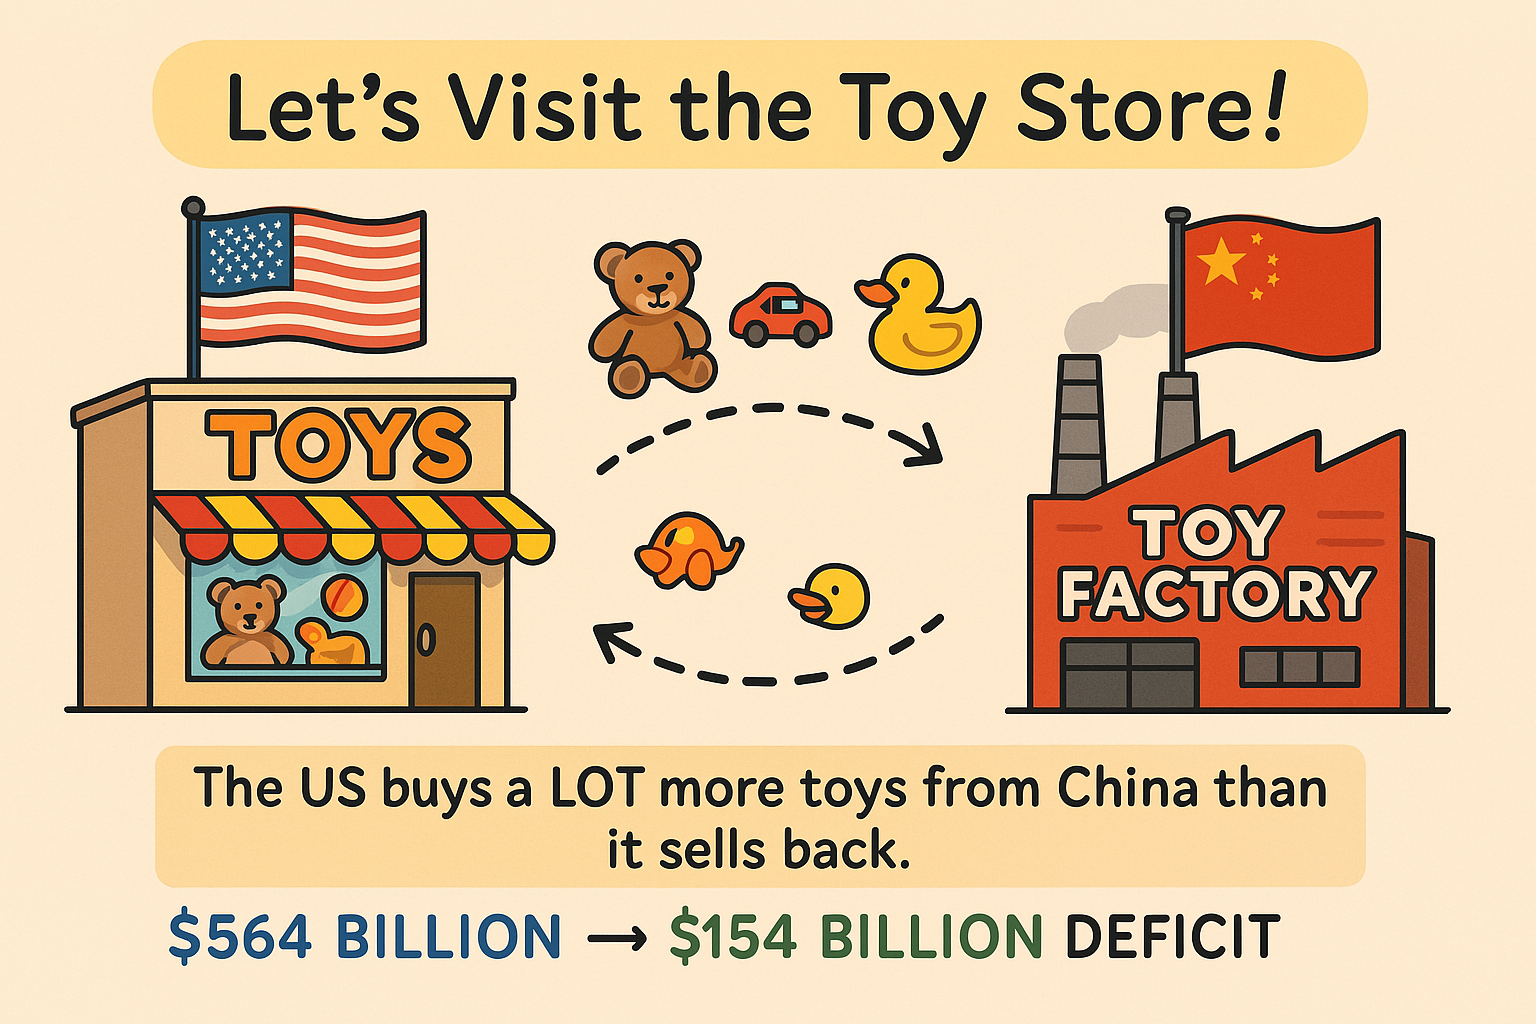 Let's Visit the Toy Store!
TOYS
TOY
FACTORY
The US buys a LOT more toys from China than
it sells back.
$564 BILLION → $154 BILLION DEFICIT